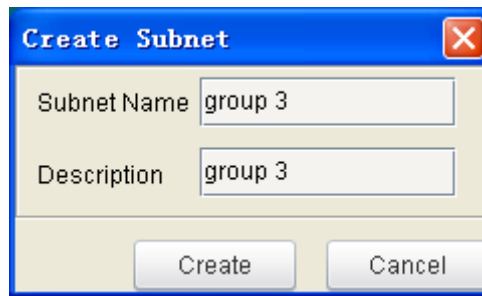 Create Subnet
Subnet Name group 3
Description group 3
Create Cancel